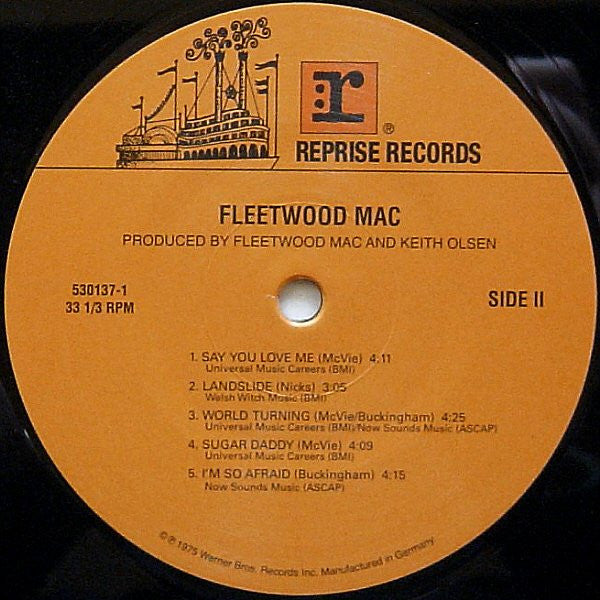 r
®
REPRISE RECORDS
FLEETWOOD MAC
PRODUCED BY FLEETWOOD MAC AND KEITH OLSEN
530137-1
33 1/3 RPM
SIDE II
1. SAY YOU LOVE ME (McVie) 4:11
Universal Music Careers (BMI)
2. LANDSLIDE (Nicks) 3:05
Welsh Witch Music (BMI)
3. WORLD TURNING (McVie/Buckingham) 4:25
Universal Music Careers (BMI)/Now Sounds Music (ASCAP)
4. SUGAR DADDY (McVie) 4:09
Universal Music Careers (BMI)
5. I'M SO AFRAID (Buckingham) 4:15
Now Sounds Music (ASCAP)
©℗ 1975 Warner Bros. Records Inc. Manufactured in Germany